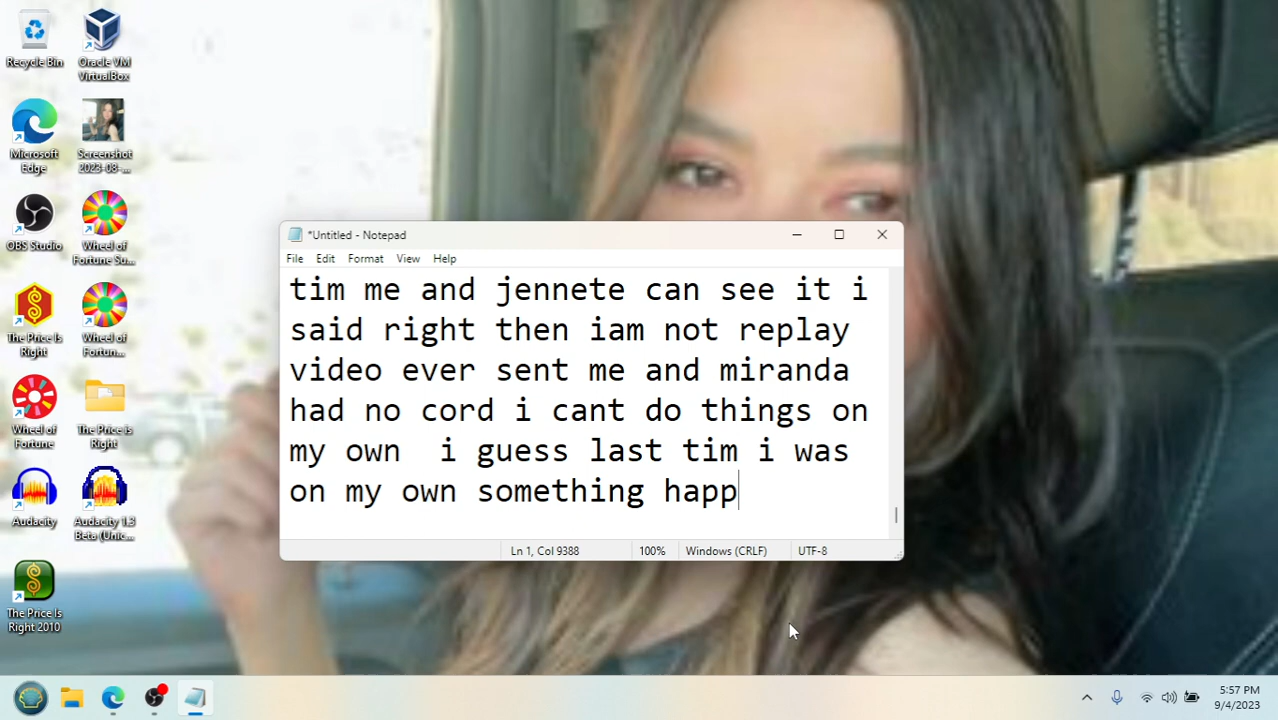 Recycle Bin
Oracle VM
VirtualBox
Microsoft
Edge
Screenshot
2023-08-...
OBS Studio
Wheel of
Fortune Su...
The Price Is
Right
Wheel of
Fortun...
Wheel of
Fortune
The Price is
Right
Audacity
Audacity 1.3
Beta (Unic...
The Price Is
Right 2010
*Untitled - Notepad
File Edit Format View Help
tim me and jennete can see it i
said right then iam not replay
video ever sent me and miranda
had no cord i cant do things on
my own  i guess last tim i was
on my own something happ
Ln 1, Col 9388 100% Windows (CRLF) UTF-8
5:57 PM
9/4/2023